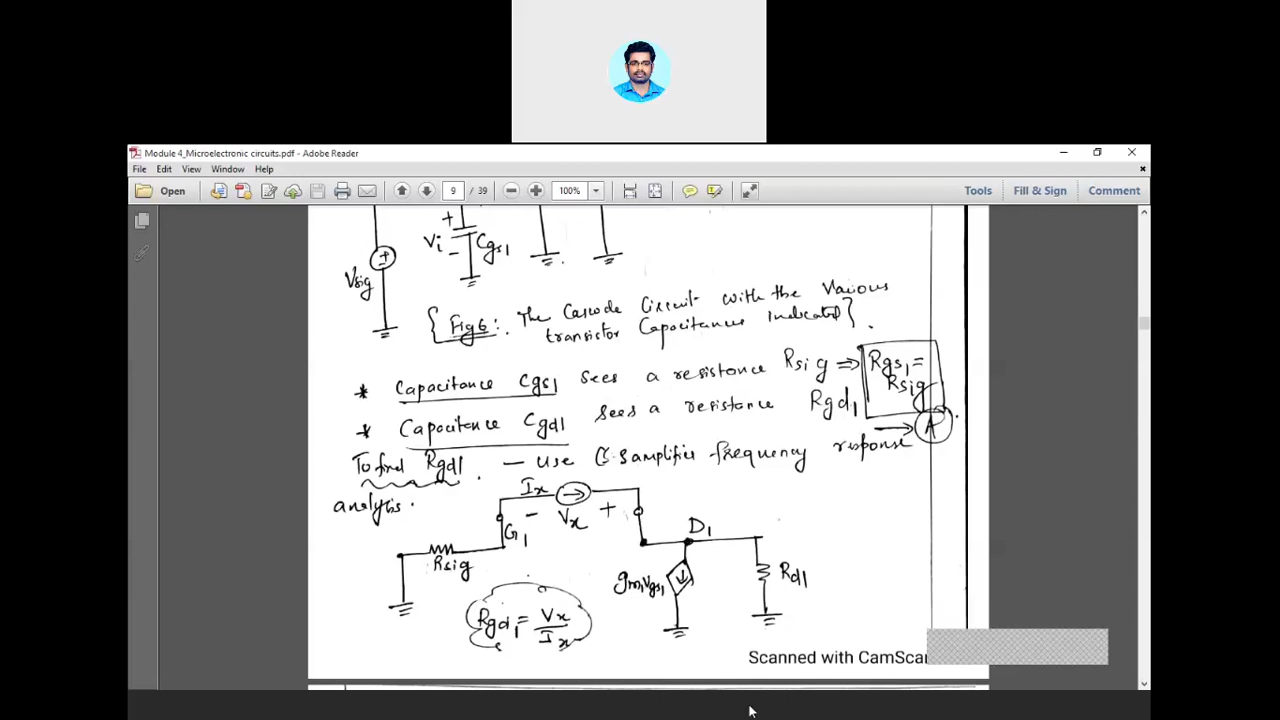 Module 4_Microelectronic circuits.pdf - Adobe Reader
File Edit View Window Help
Open 9 / 39 100% Tools Fill & Sign Comment
+
Vi Cgs1
-
+
Vsig
{Fig6:. The Cascode Circuit with the Various
transistor Capacitances indicated}.
* Capacitance Cgs1 sees a resistance Rsig ⇒ Rgs1 =
Rsig
* Capacitance Cgd1 sees a resistance Rgd1
→ A
To find Rgd1. - Use CS amplifier frequency response
analysis.
Ix
- Vx +
G1
D1
Rsig
gm1Vgs1
Rd1
Rgd1 = Vx
Ix
Scanned with CamScan